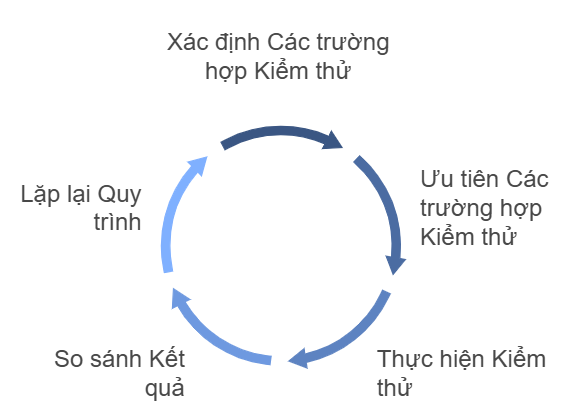 Xác định Các trường
hợp Kiểm thử
Ưu tiên Các
trường hợp
Kiểm thử
Thực hiện Kiểm
thử
So sánh Kết
quả
Lặp lại Quy
trình